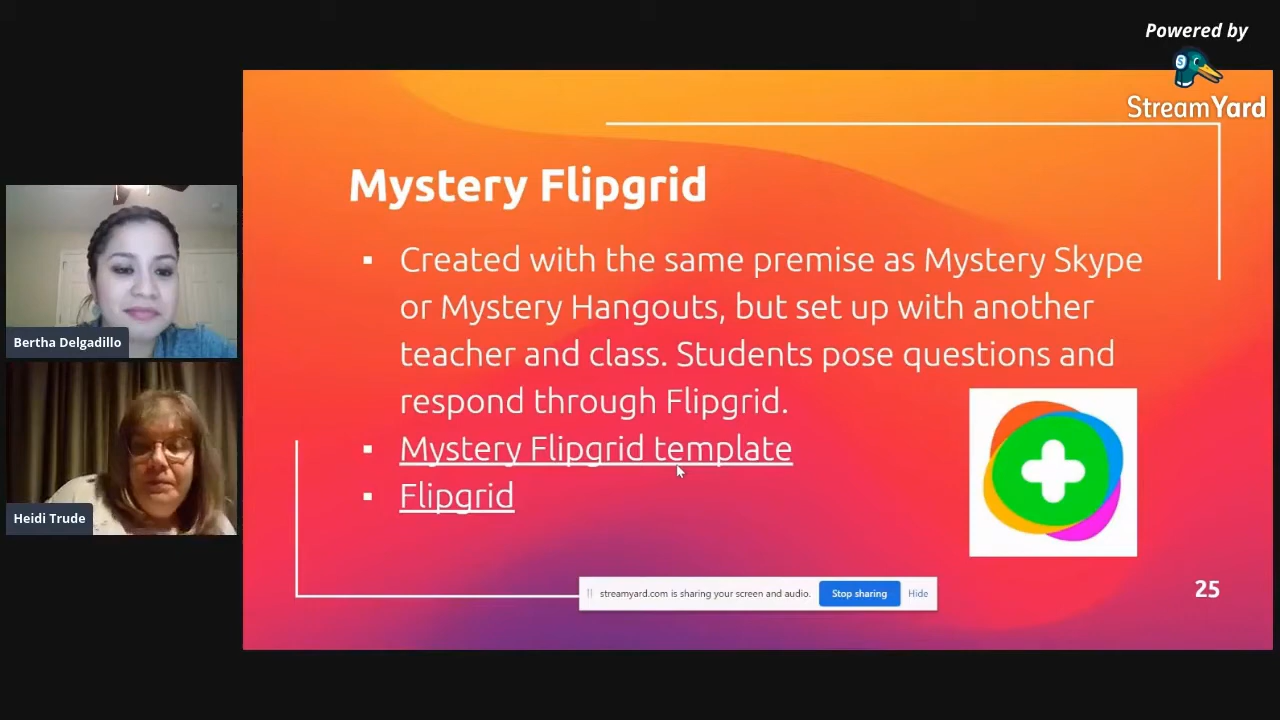 Powered by
StreamYard
Mystery Flipgrid
▪ Created with the same premise as Mystery Skype
or Mystery Hangouts, but set up with another
teacher and class. Students pose questions and
respond through Flipgrid.
▪ Mystery Flipgrid template
▪ Flipgrid
Bertha Delgadillo
Heidi Trude
streamyard.com is sharing your screen and audio. Stop sharing Hide
25